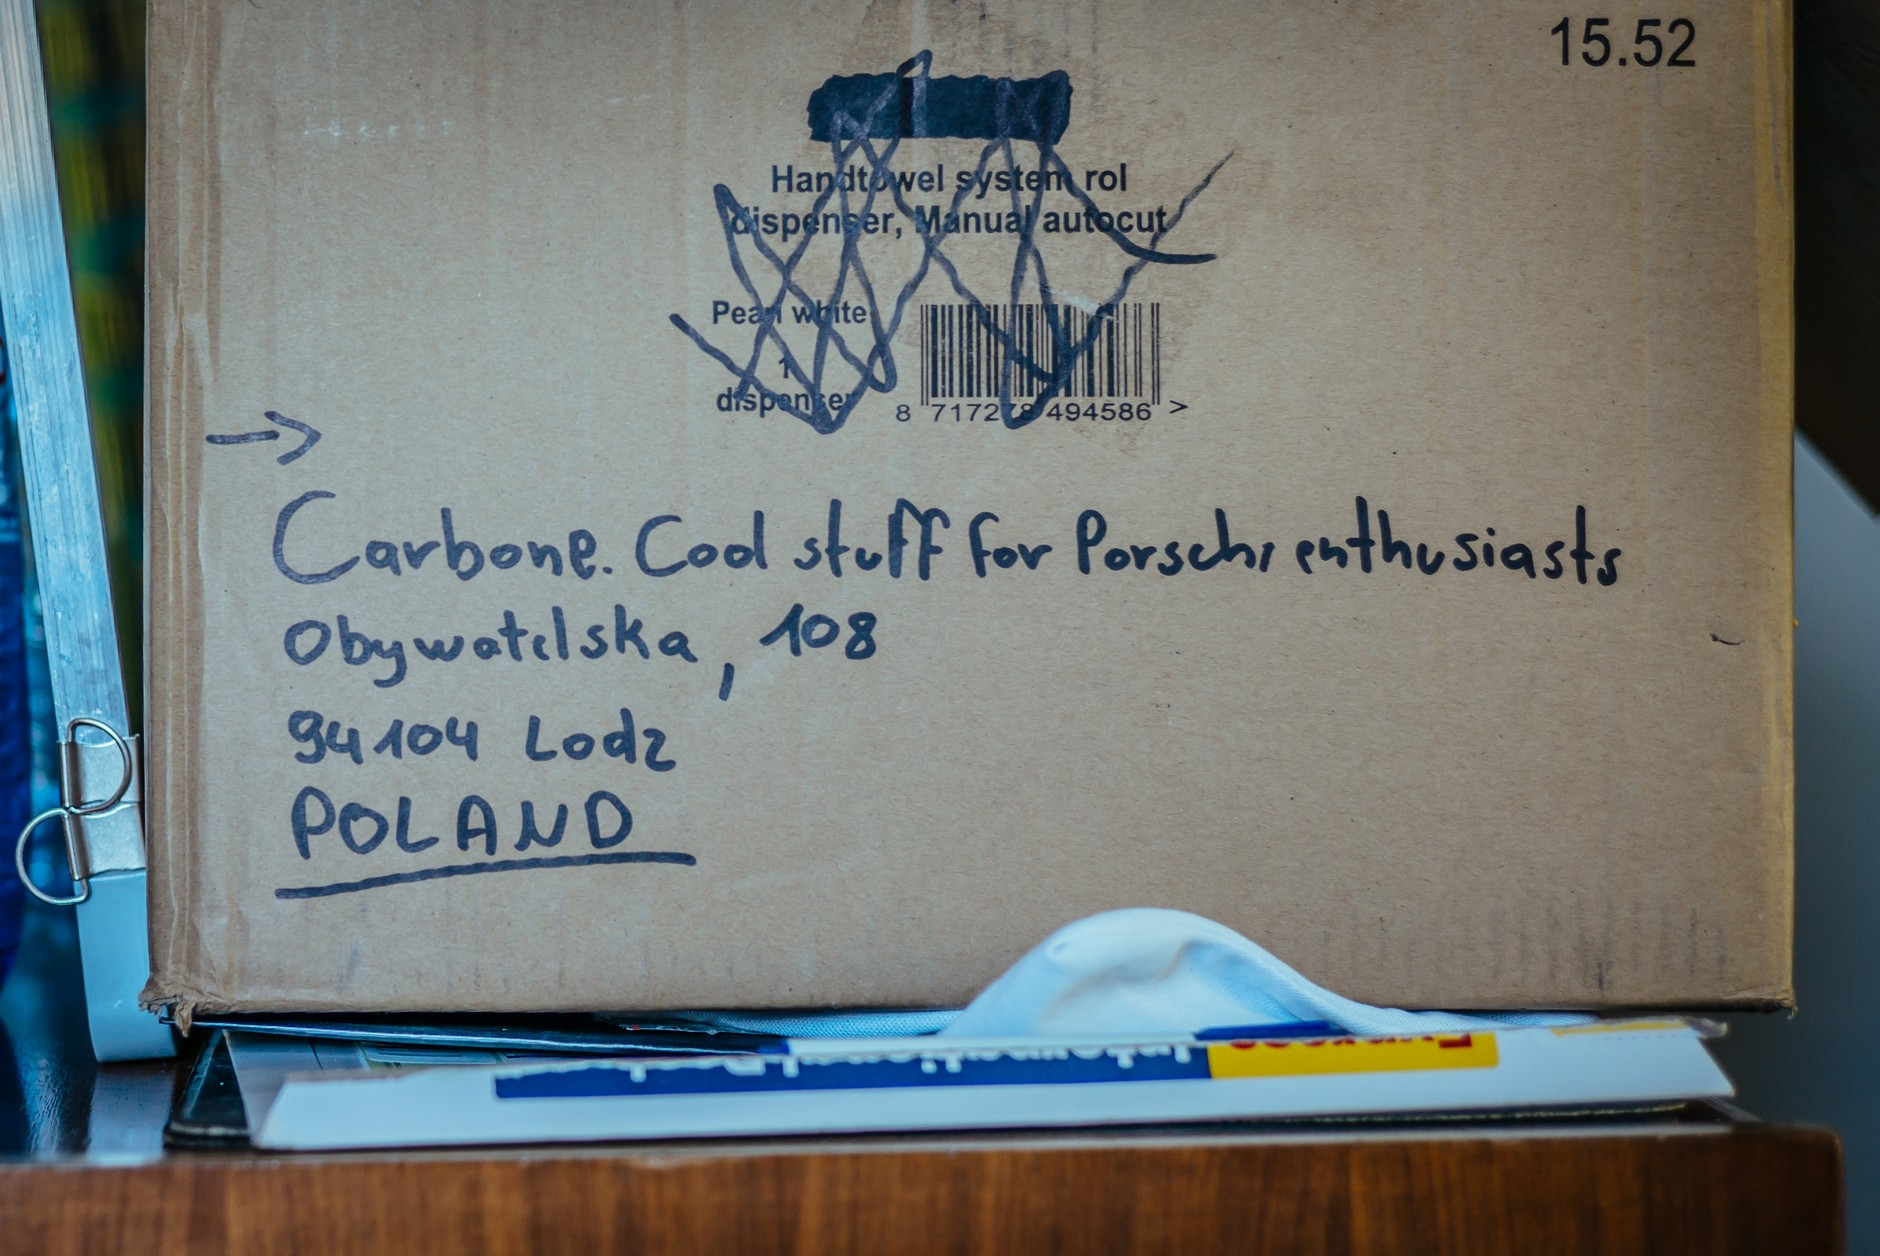 15.52
Handtowel system rol
dispenser, Manual autocut
Pearl white
1
dispenser
8 717278 494586 >
→
Carbone. Cool stuff for Porsche enthusiasts
Obywatelska, 108
94104 Lodz
POLAND
International